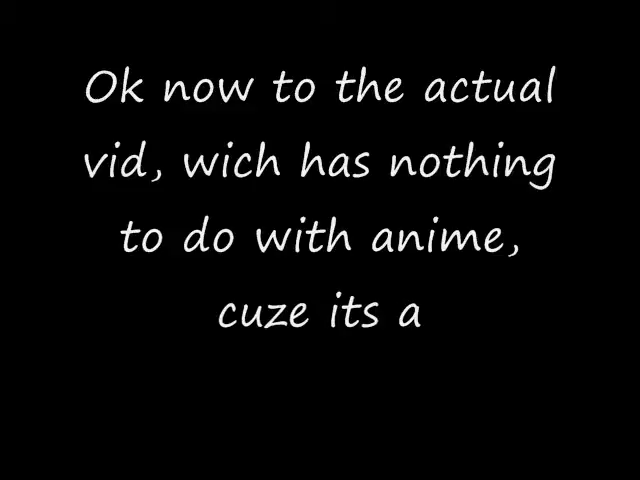 Ok now to the actual
vid, wich has nothing
to do with anime,
cuze its a